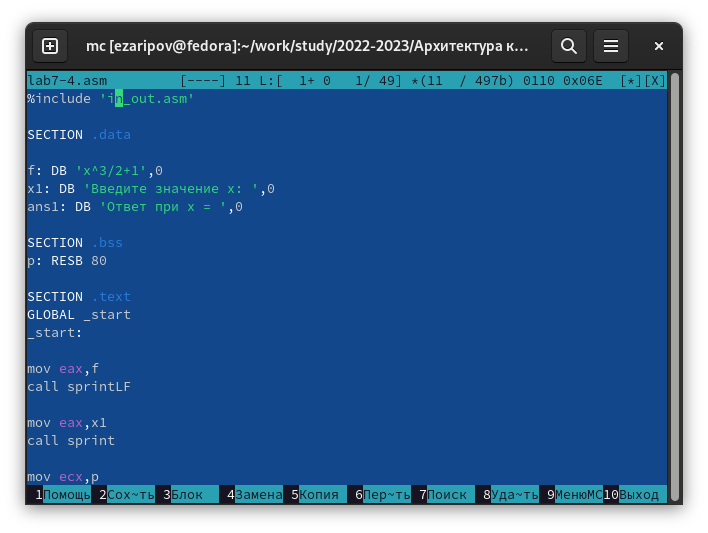 mc [ezaripov@fedora]:~/work/study/2022-2023/Архитектура к...
lab7-4.asm [----] 11 L:[ 1+ 0 1/ 49] *(11 / 497b) 0110 0x06E [*][X]
%include 'in_out.asm'
SECTION .data
f: DB 'x^3/2+1',0
x1: DB 'Введите значение x: ',0
ans1: DB 'Ответ при x = ',0
SECTION .bss
p: RESB 80
SECTION .text
GLOBAL _start
_start:
mov eax,f
call sprintLF
mov eax,x1
call sprint
mov ecx,p
1Помощь 2Сох~ть 3Блок 4Замена 5Копия 6Пер~ть 7Поиск 8Уда~ть 9МенюMC 10Выход